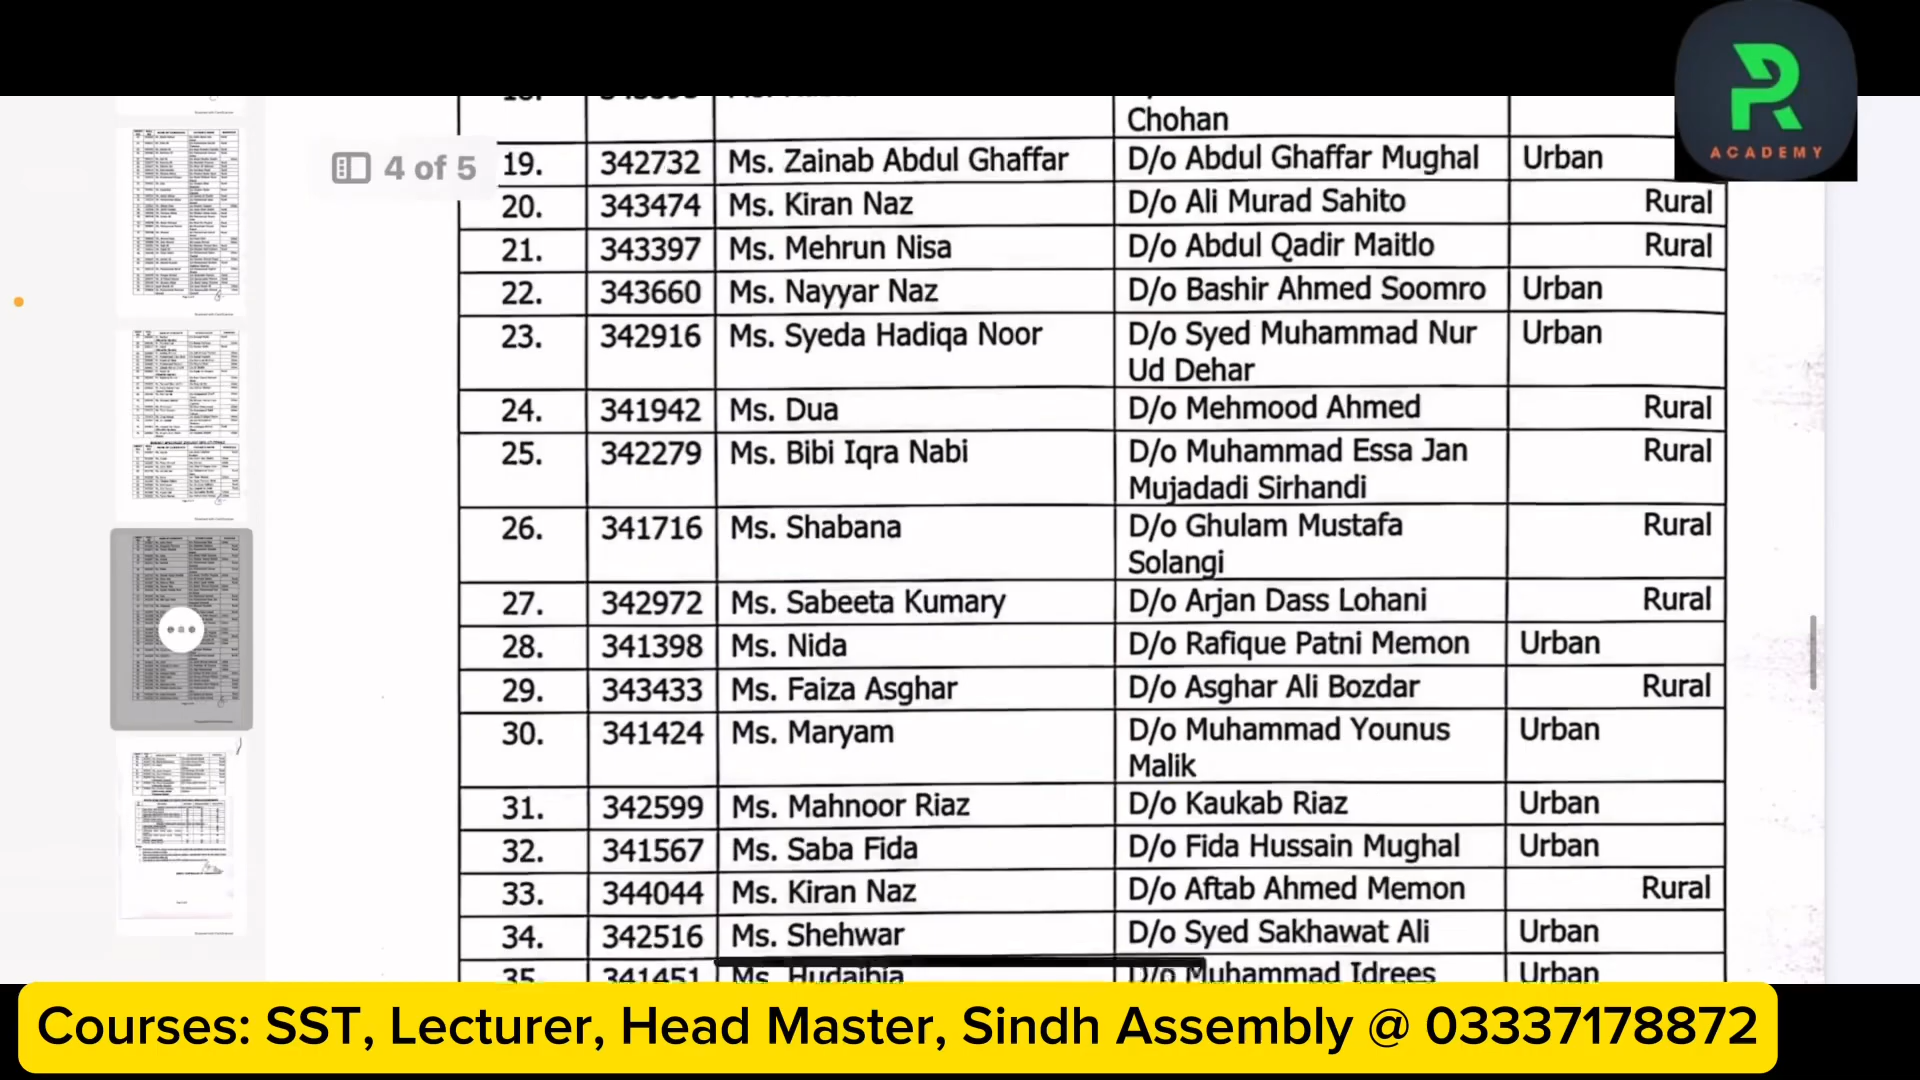 ACADEMY
4 of 5
Chohan
19. 342732 Ms. Zainab Abdul Ghaffar D/o Abdul Ghaffar Mughal Urban
20. 343474 Ms. Kiran Naz D/o Ali Murad Sahito Rural
21. 343397 Ms. Mehrun Nisa D/o Abdul Qadir Maitlo Rural
22. 343660 Ms. Nayyar Naz D/o Bashir Ahmed Soomro Urban
23. 342916 Ms. Syeda Hadiqa Noor D/o Syed Muhammad Nur Urban
Ud Dehar
24. 341942 Ms. Dua D/o Mehmood Ahmed Rural
25. 342279 Ms. Bibi Iqra Nabi D/o Muhammad Essa Jan Rural
Mujadadi Sirhandi
26. 341716 Ms. Shabana D/o Ghulam Mustafa Rural
Solangi
27. 342972 Ms. Sabeeta Kumary D/o Arjan Dass Lohani Rural
28. 341398 Ms. Nida D/o Rafique Patni Memon Urban
29. 343433 Ms. Faiza Asghar D/o Asghar Ali Bozdar Rural
30. 341424 Ms. Maryam D/o Muhammad Younus Urban
Malik
31. 342599 Ms. Mahnoor Riaz D/o Kaukab Riaz Urban
32. 341567 Ms. Saba Fida D/o Fida Hussain Mughal Urban
33. 344044 Ms. Kiran Naz D/o Aftab Ahmed Memon Rural
34. 342516 Ms. Shehwar D/o Syed Sakhawat Ali Urban
35. 341451 Ms. Hudaibia D/o Muhammad Idrees Urban
Courses: SST, Lecturer, Head Master, Sindh Assembly @ 03337178872